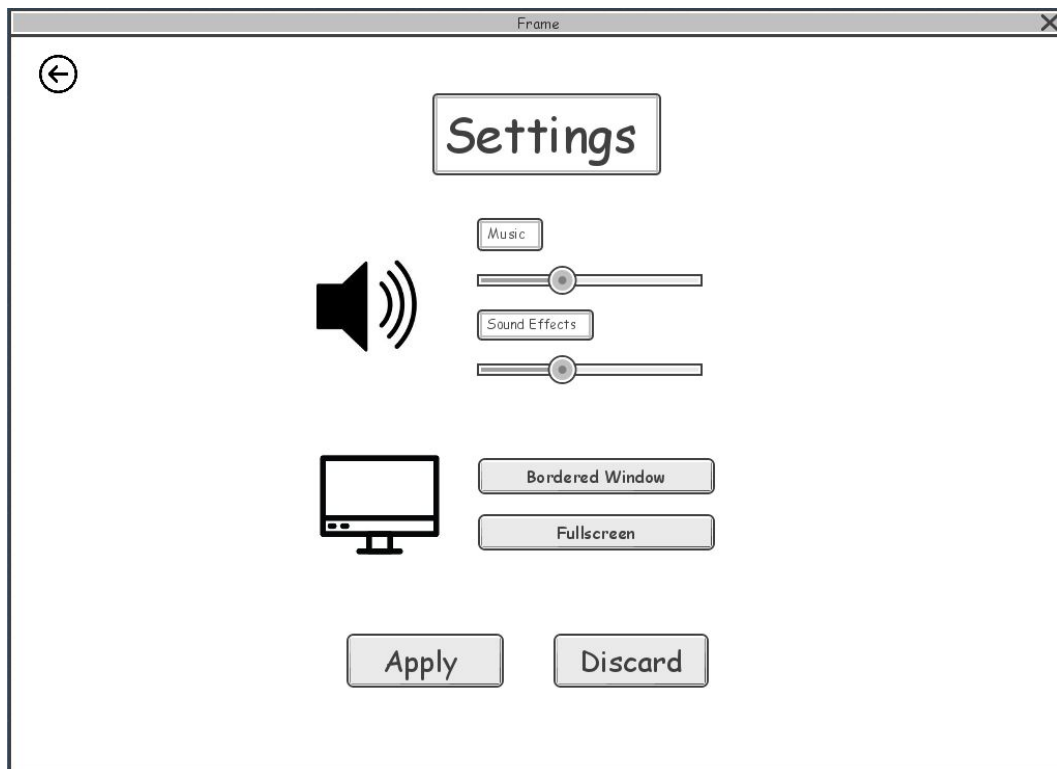 Frame
Settings
Music
Sound Effects
Bordered Window
Fullscreen
Apply
Discard